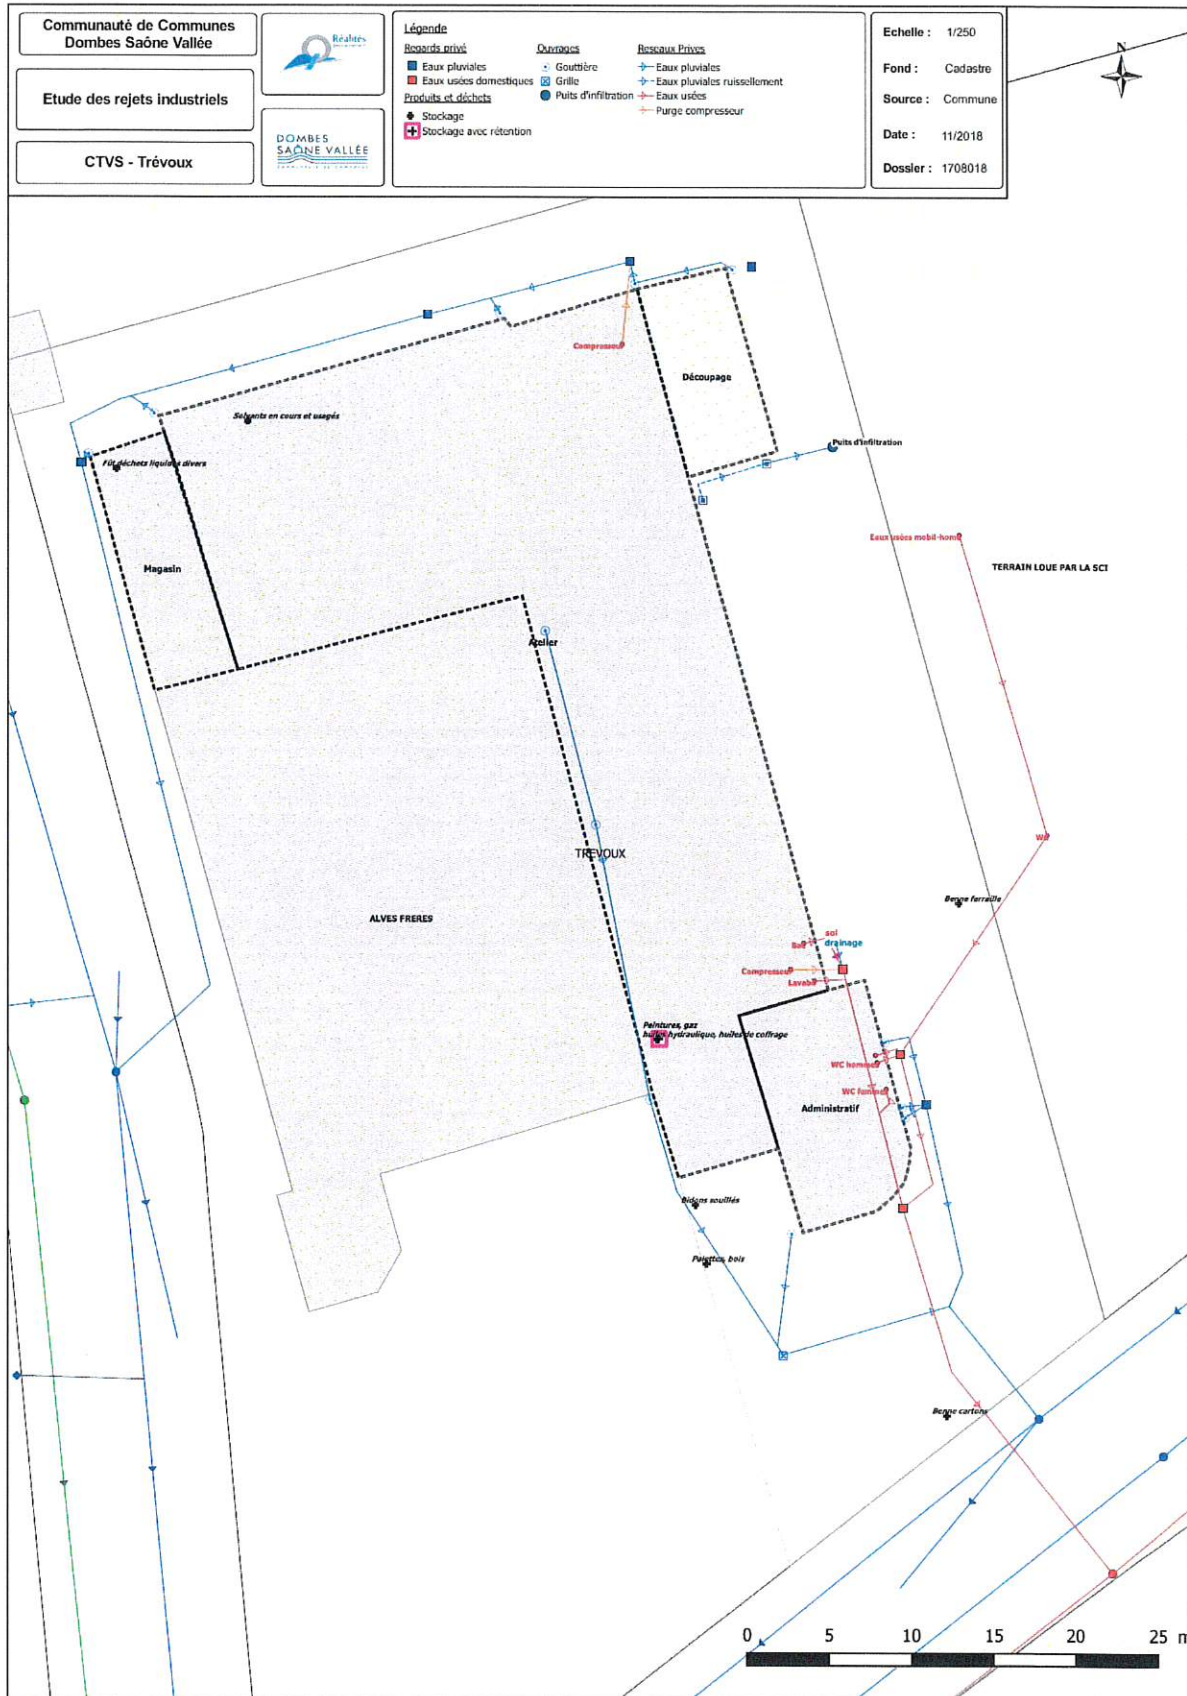 Communauté de Communes
Dombes Saône Vallée
Etude des rejets industriels
CTVS - Trévoux
Réalités
DOMBES
SAÔNE VALLÉE
Légende
Regards privé
Eaux pluviales
Eaux usées domestiques
Produits et déchets
Stockage
Stockage avec rétention
Ouvrages
Gouttière
Grille
Puits d'infiltration
Reseaux Prives
Eaux pluviales
Eaux pluviales ruissellement
Eaux usées
Purge compresseur
Echelle : 1/250
Fond : Cadastre
Source : Commune
Date : 11/2018
Dossier : 1708018
N
Compresseur
Découpage
Solvants en cours et usagés
Puits d'infiltration
Fût déchets liquides divers
Eaux usées mobil-home
TERRAIN LOUE PAR LA SCI
Magasin
Atelier
WC
TREVOUX
Benne ferraille
ALVES FRERES
sol
drainage
Compresseur
Lavabo
Peintures, gaz
huiles hydraulique, huiles de coffrage
WC homme
WC femme
Administratif
Bidons souillés
Palettes, bois
Benne cartons
0 5 10 15 20 25 m